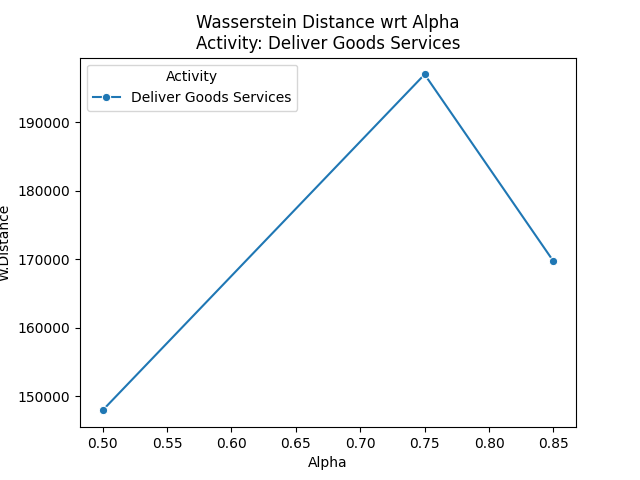 Wasserstein Distance wrt Alpha
Activity: Deliver Goods Services
Activity
Deliver Goods Services
190000
180000
170000
160000
150000
W.Distance
0.50 0.55 0.60 0.65 0.70 0.75 0.80 0.85
Alpha